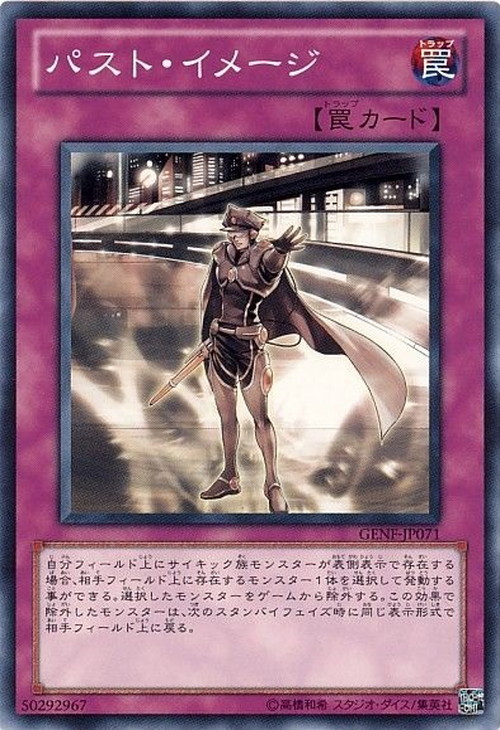 パスト・イメージ
トラップ
罠
トラップ
【罠カード】
GENF-JP071
自分フィールド上にサイキック族モンスターが表側表示で存在する
場合、相手フィールド上に存在するモンスター1体を選択して発動する
事ができる。選択したモンスターをゲームから除外する。この効果で
除外したモンスターは、次のスタンバイフェイズ時に同じ表示形式で
相手フィールド上に戻る。
50292967
©高橋和希 スタジオ・ダイス/集英社